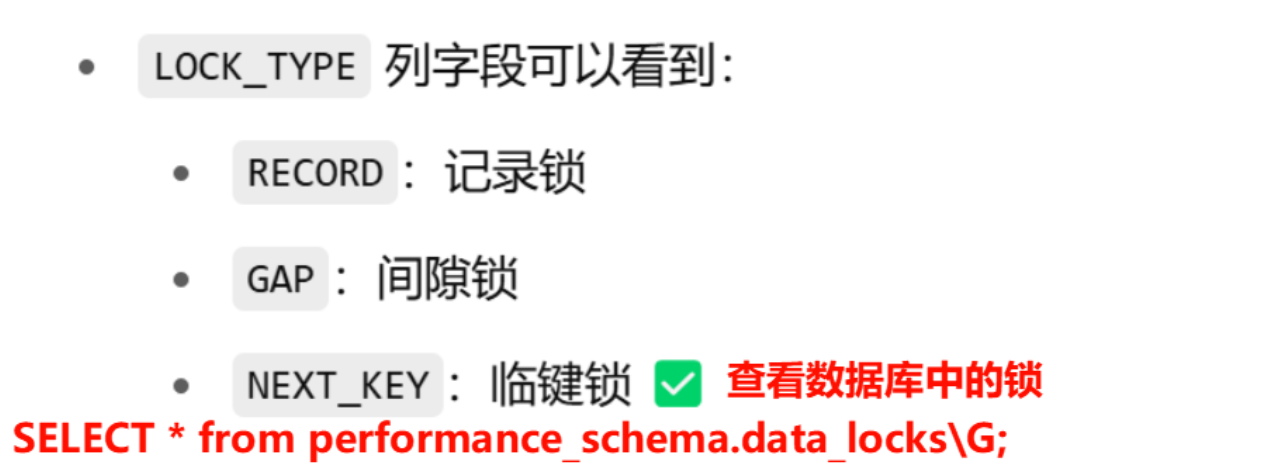 LOCK_TYPE 列字段可以看到：
RECORD：记录锁
GAP：间隙锁
NEXT_KEY：临键锁 ✅ 查看数据库中的锁
SELECT * from performance_schema.data_locks\G;